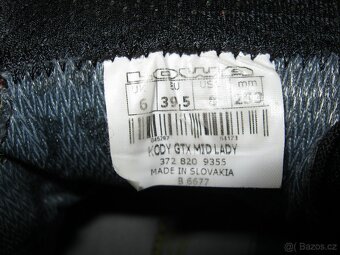 LOWA
UK EU US mm
6 39,5
KODY GTX MID LADY
372 820 9355
MADE IN SLOVAKIA
B 6677
Bazos.cz